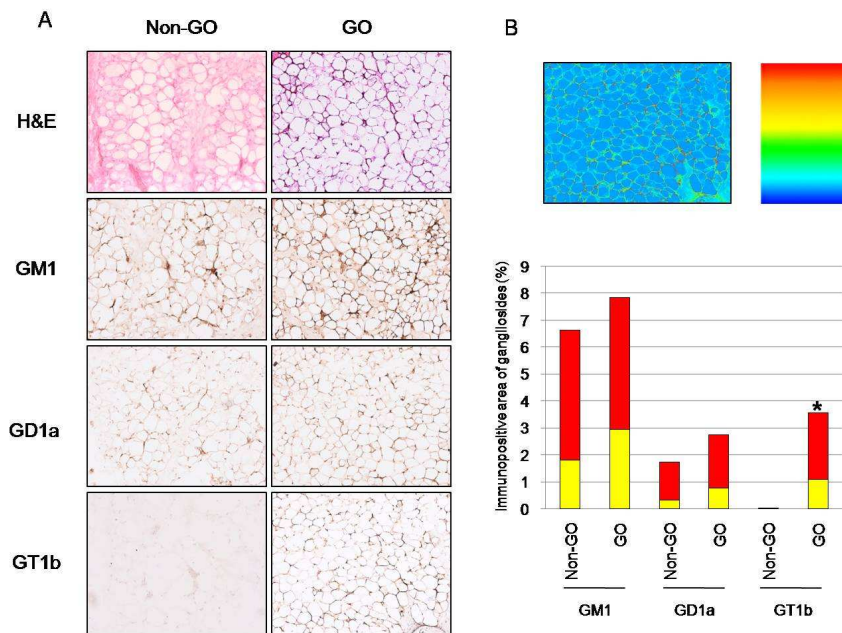 A
Non-GO GO
H&E
GM1
GD1a
GT1b
B
Immunopositive area of gangliosides (%)
9
8
7
6
5
4
3
2
1
0
*
Non-GO GO Non-GO GO Non-GO GO
GM1 GD1a GT1b